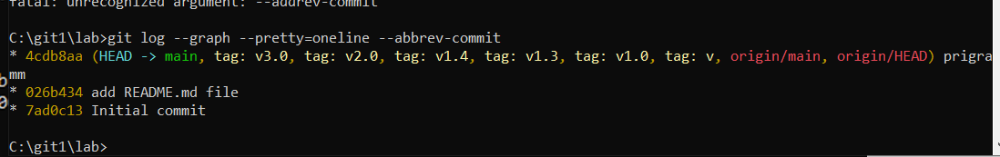 fatal: unrecognized argument: --addrev-commit
C:\git1\lab>git log --graph --pretty=oneline --abbrev-commit
* 4cdb8aa (HEAD -> main, tag: v3.0, tag: v2.0, tag: v1.4, tag: v1.3, tag: v1.0, tag: v, origin/main, origin/HEAD) prigra
mm
* 026b434 add README.md file
* 7ad0c13 Initial commit
C:\git1\lab>